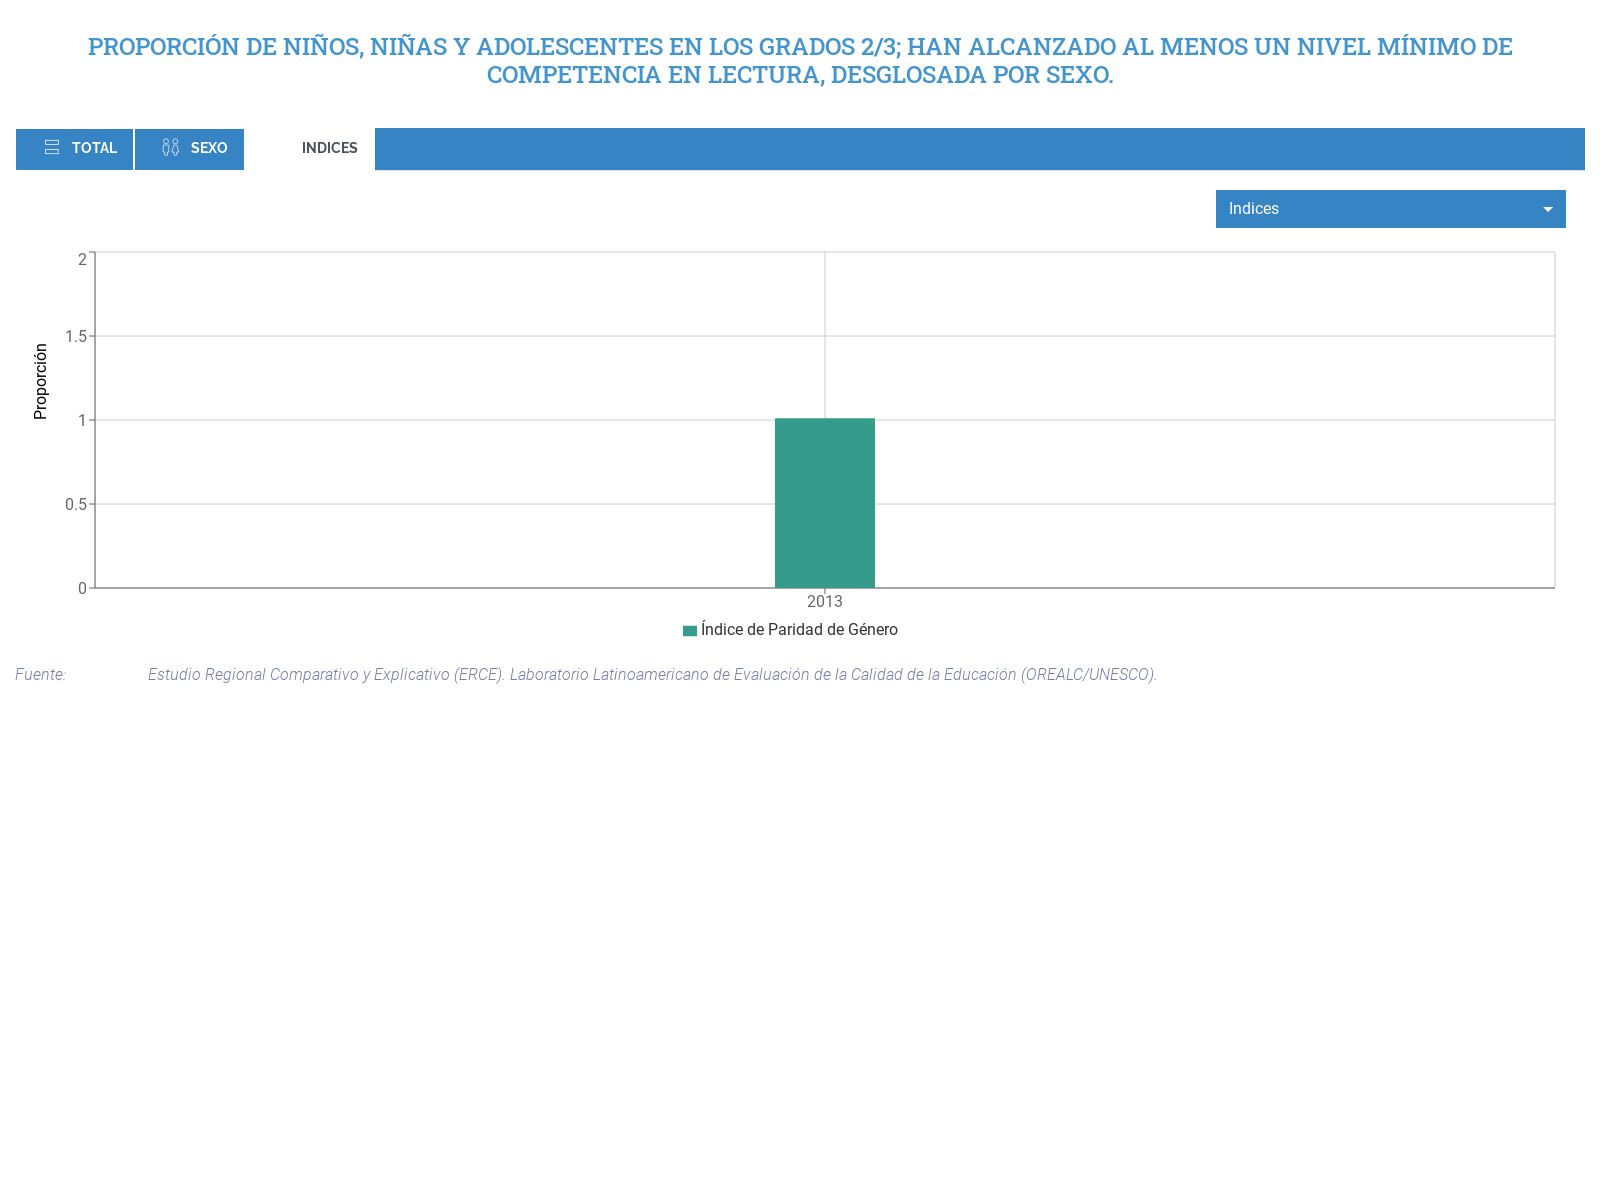 PROPORCIÓN DE NIÑOS, NIÑAS Y ADOLESCENTES EN LOS GRADOS 2/3; HAN ALCANZADO AL MENOS UN NIVEL MÍNIMO DE
COMPETENCIA EN LECTURA, DESGLOSADA POR SEXO.
TOTAL SEXO INDICES
Indices
2
1.5
Proporción
1
0.5
0
2013
Índice de Paridad de Género
Fuente: Estudio Regional Comparativo y Explicativo (ERCE). Laboratorio Latinoamericano de Evaluación de la Calidad de la Educación (OREALC/UNESCO).